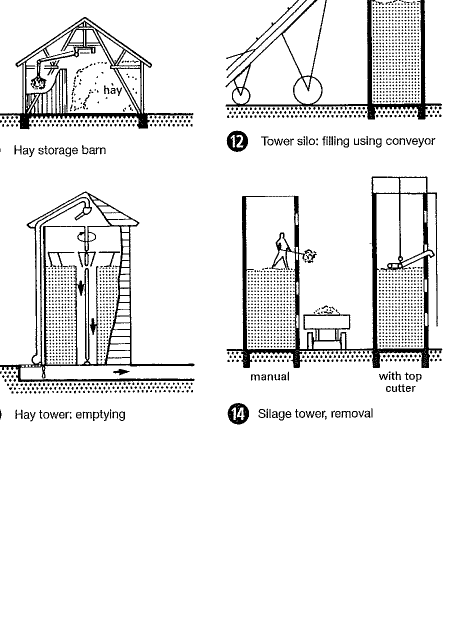 hay
Hay storage barn
12 Tower silo: filling using conveyor
Hay tower: emptying
manual
with top
cutter
14 Silage tower, removal